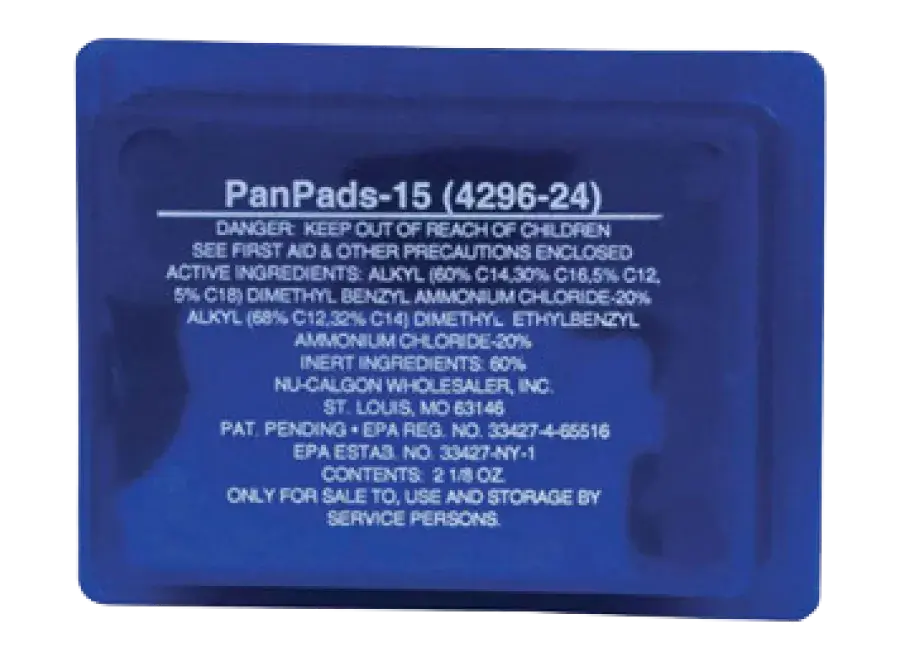 PanPads-15 (4296-24)
DANGER: KEEP OUT OF REACH OF CHILDREN
SEE FIRST AID & OTHER PRECAUTIONS ENCLOSED
ACTIVE INGREDIENTS: ALKYL (60% C14,30% C16,5% C12,
5% C18) DIMETHYL BENZYL AMMONIUM CHLORIDE-20%
ALKYL (68% C12,32% C14) DIMETHYL ETHYLBENZYL
AMMONIUM CHLORIDE-20%
INERT INGREDIENTS: 60%
NU-CALGON WHOLESALER, INC.
ST. LOUIS, MO 63146
PAT. PENDING • EPA REG. NO. 33427-4-65516
EPA ESTAB. NO. 33427-NY-1
CONTENTS: 2 1/8 OZ.
ONLY FOR SALE TO, USE AND STORAGE BY
SERVICE PERSONS.